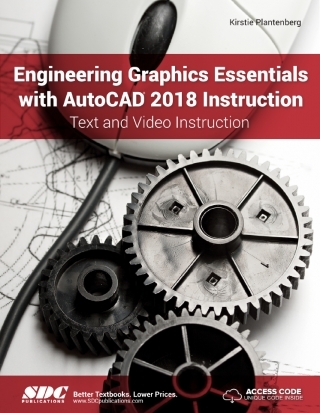 Kirstie Plantenberg
Engineering Graphics Essentials
with AutoCAD 2018 Instruction
Text and Video Instruction
SDC
PUBLICATIONS
Better Textbooks. Lower Prices.
www.SDCpublications.com
ACCESS CODE
UNIQUE CODE INSIDE